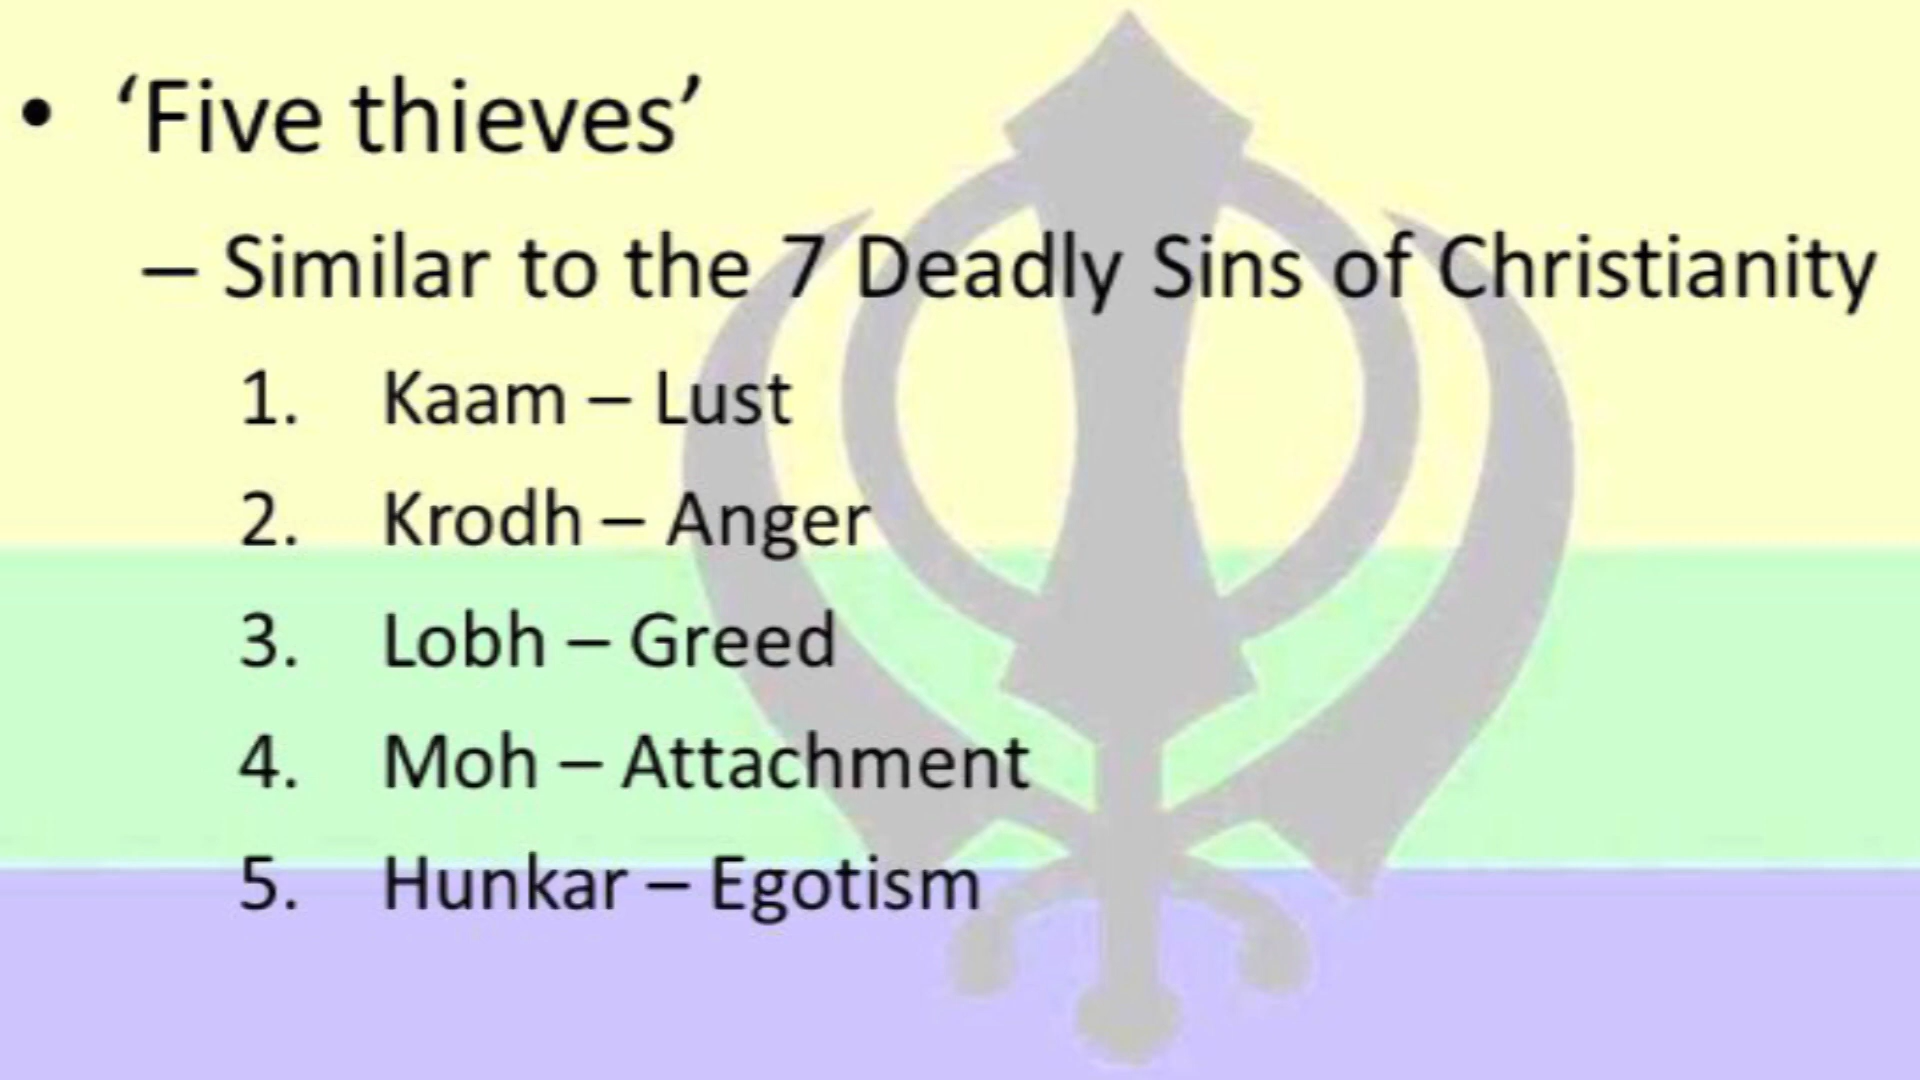 • ‘Five thieves’
– Similar to the 7 Deadly Sins of Christianity
1. Kaam – Lust
2. Krodh – Anger
3. Lobh – Greed
4. Moh – Attachment
5. Hunkar – Egotism